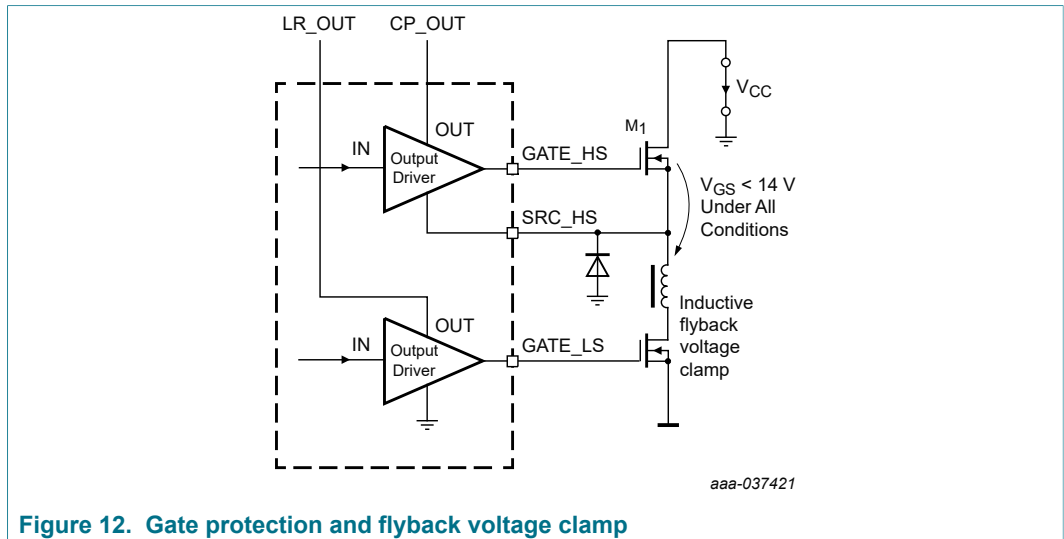 LR_OUT CP_OUT
VCC
OUT
M1
IN
Output
Driver
GATE_HS
VGS < 14 V
Under All
Conditions
SRC_HS
Inductive
flyback
voltage
clamp
OUT
IN
Output
Driver
GATE_LS
aaa-037421
Figure 12. Gate protection and flyback voltage clamp